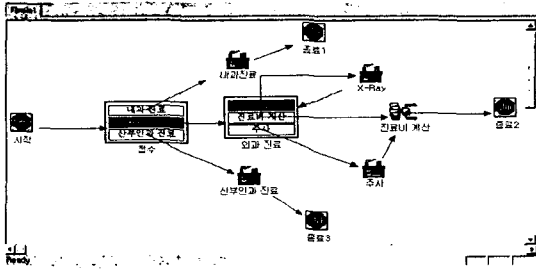 종료1
내과진료
X-Ray
내과 진료
산부인과 진료
접수
시작
진료비 계산
주사
외과 진료
진료비 계산
종료2
주사
산부인과 진료
종료3
Ready